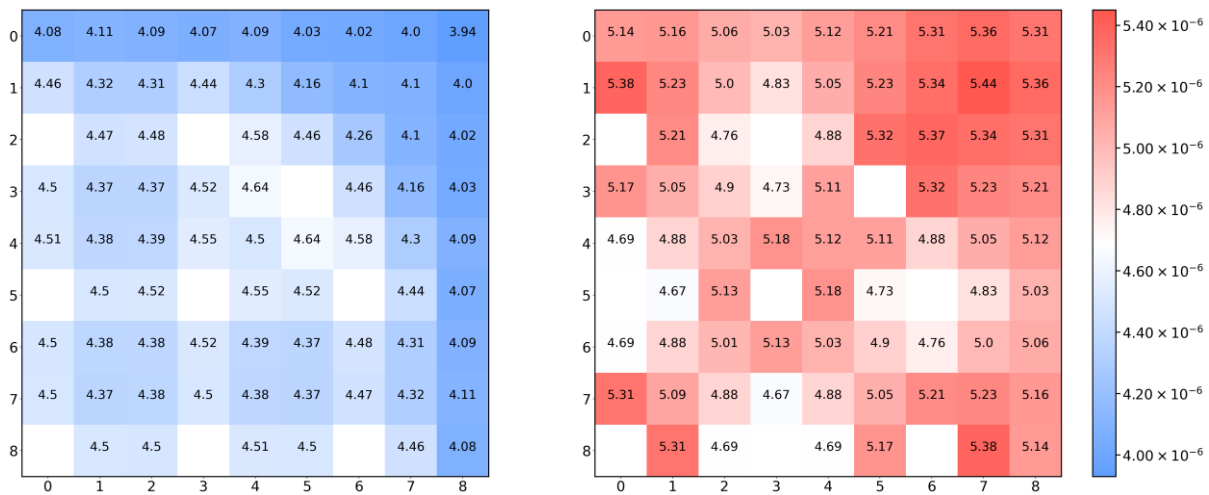 0 4.08 4.11 4.09 4.07 4.09 4.03 4.02 4.0 3.94
1 4.46 4.32 4.31 4.44 4.3 4.16 4.1 4.1 4.0
2 4.47 4.48 4.58 4.46 4.26 4.1 4.02
3 4.5 4.37 4.37 4.52 4.64 4.46 4.16 4.03
4 4.51 4.38 4.39 4.55 4.5 4.64 4.58 4.3 4.09
5 4.5 4.52 4.55 4.52 4.44 4.07
6 4.5 4.38 4.38 4.52 4.39 4.37 4.48 4.31 4.09
7 4.5 4.37 4.38 4.5 4.38 4.37 4.47 4.32 4.11
8 4.5 4.5 4.51 4.5 4.46 4.08
0 1 2 3 4 5 6 7 8
0 5.14 5.16 5.06 5.03 5.12 5.21 5.31 5.36 5.31
1 5.38 5.23 5.0 4.83 5.05 5.23 5.34 5.44 5.36
2 5.21 4.76 4.88 5.32 5.37 5.34 5.31
3 5.17 5.05 4.9 4.73 5.11 5.32 5.23 5.21
4 4.69 4.88 5.03 5.18 5.12 5.11 4.88 5.05 5.12
5 4.67 5.13 5.18 4.73 4.83 5.03
6 4.69 4.88 5.01 5.13 5.03 4.9 4.76 5.0 5.06
7 5.31 5.09 4.88 4.67 4.88 5.05 5.21 5.23 5.16
8 5.31 4.69 4.69 5.17 5.38 5.14
0 1 2 3 4 5 6 7 8
5.40 × 10⁻⁶
5.20 × 10⁻⁶
5.00 × 10⁻⁶
4.80 × 10⁻⁶
4.60 × 10⁻⁶
4.40 × 10⁻⁶
4.20 × 10⁻⁶
4.00 × 10⁻⁶